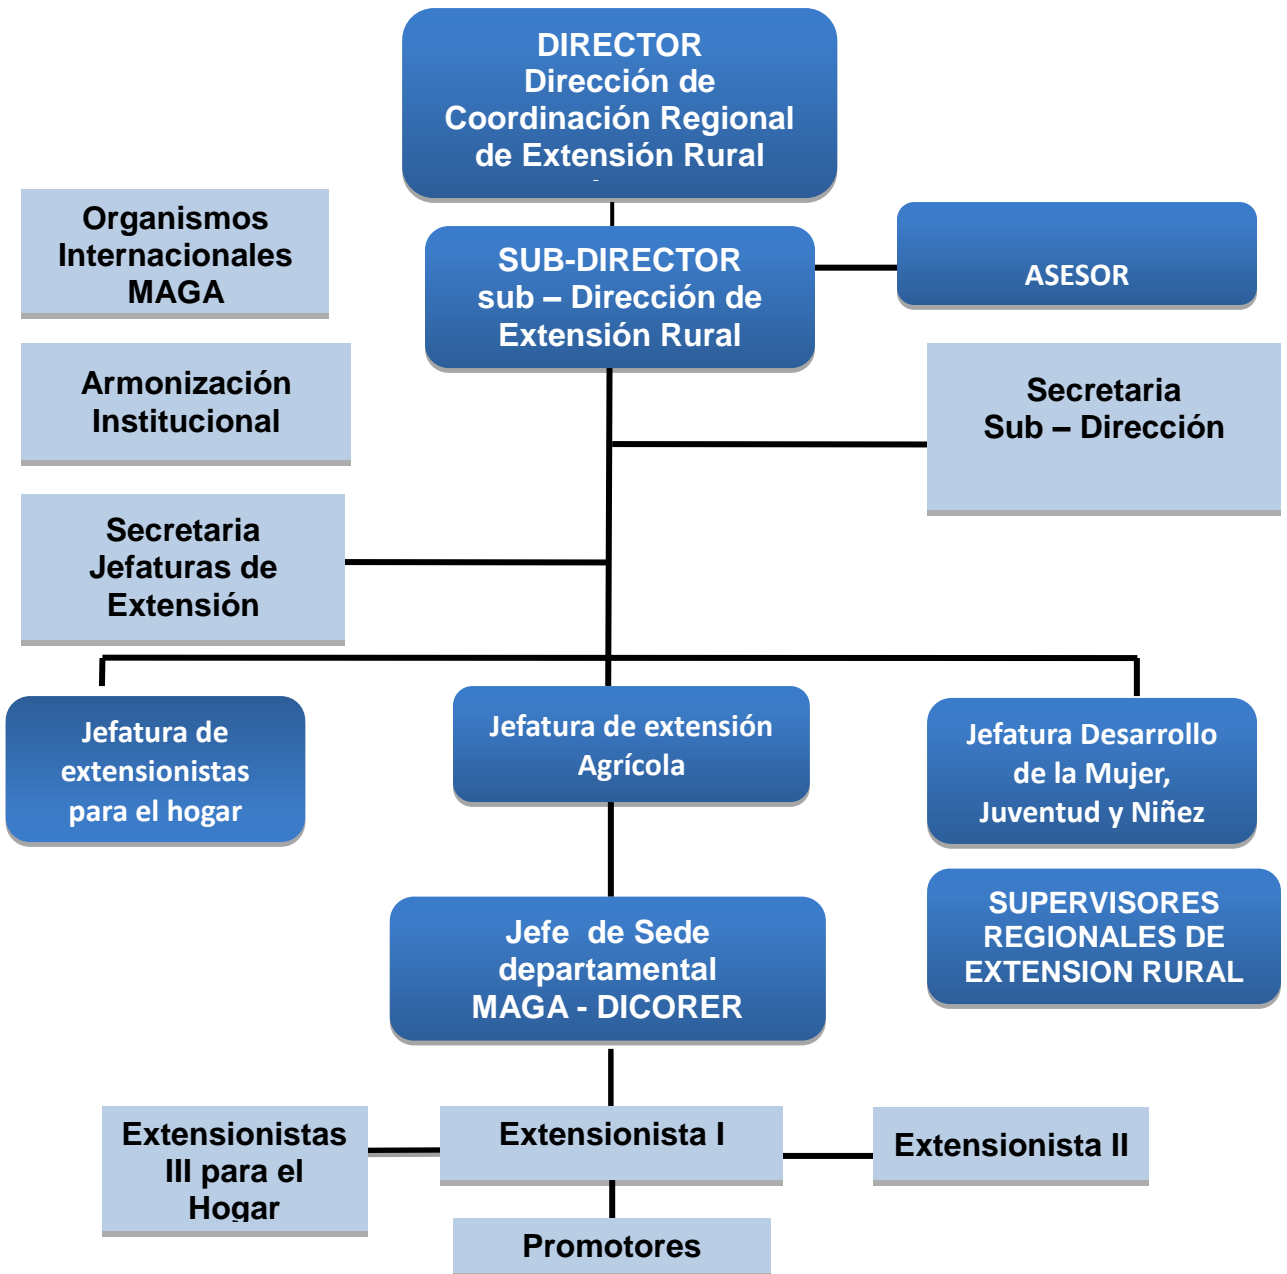 DIRECTOR
Dirección de
Coordinación Regional
de Extensión Rural
Organismos
Internacionales
MAGA
SUB-DIRECTOR
sub – Dirección de
Extensión Rural
ASESOR
Armonización
Institucional
Secretaria
Sub – Dirección
Secretaria
Jefaturas de
Extensión
Jefatura de
extensionistas
para el hogar
Jefatura de extensión
Agrícola
Jefatura Desarrollo
de la Mujer,
Juventud y Niñez
SUPERVISORES
REGIONALES DE
EXTENSION RURAL
Jefe de Sede
departamental
MAGA - DICORER
Extensionistas
III para el
Hogar
Extensionista I
Extensionista II
Promotores